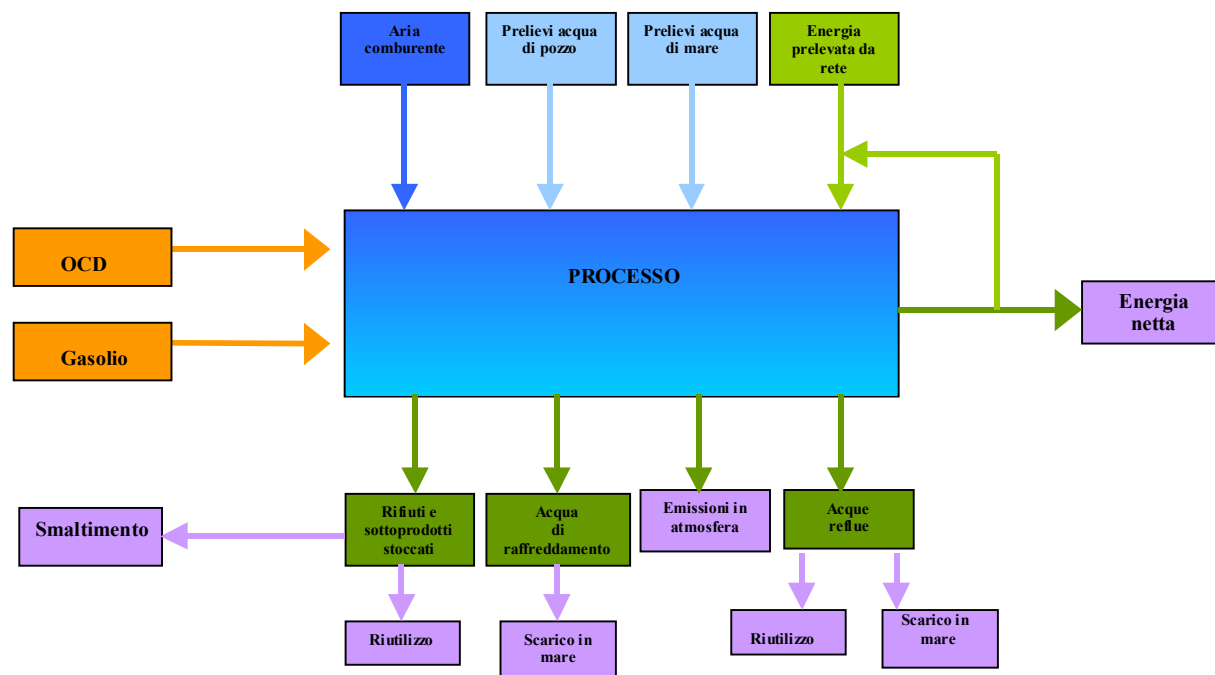 Aria
comburente
Prelievi acqua
di pozzo
Prelievi acqua
di mare
Energia
prelevata da
rete
OCD
PROCESSO
Gasolio
Energia
netta
Smaltimento
Rifiuti e
sottoprodotti
stoccati
Acqua
di
raffreddamento
Emissioni in
atmosfera
Acque
reflue
Riutilizzo
Scarico in
mare
Riutilizzo
Scarico in
mare